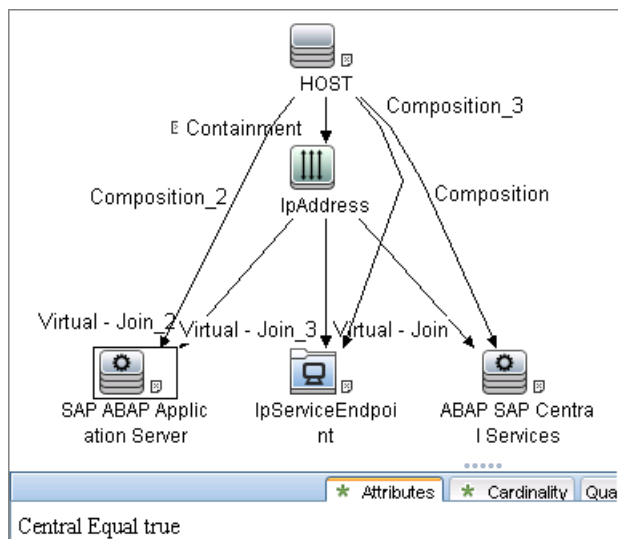 HOST
Composition_3
Containment
Composition_2
IpAddress
Composition
Virtual - Join_2
Virtual - Join_3
Virtual - Join
SAP ABAP Applic
ation Server
IpServiceEndpoi
nt
ABAP SAP Centra
l Services
Attributes
Cardinality
Qua
Central Equal true